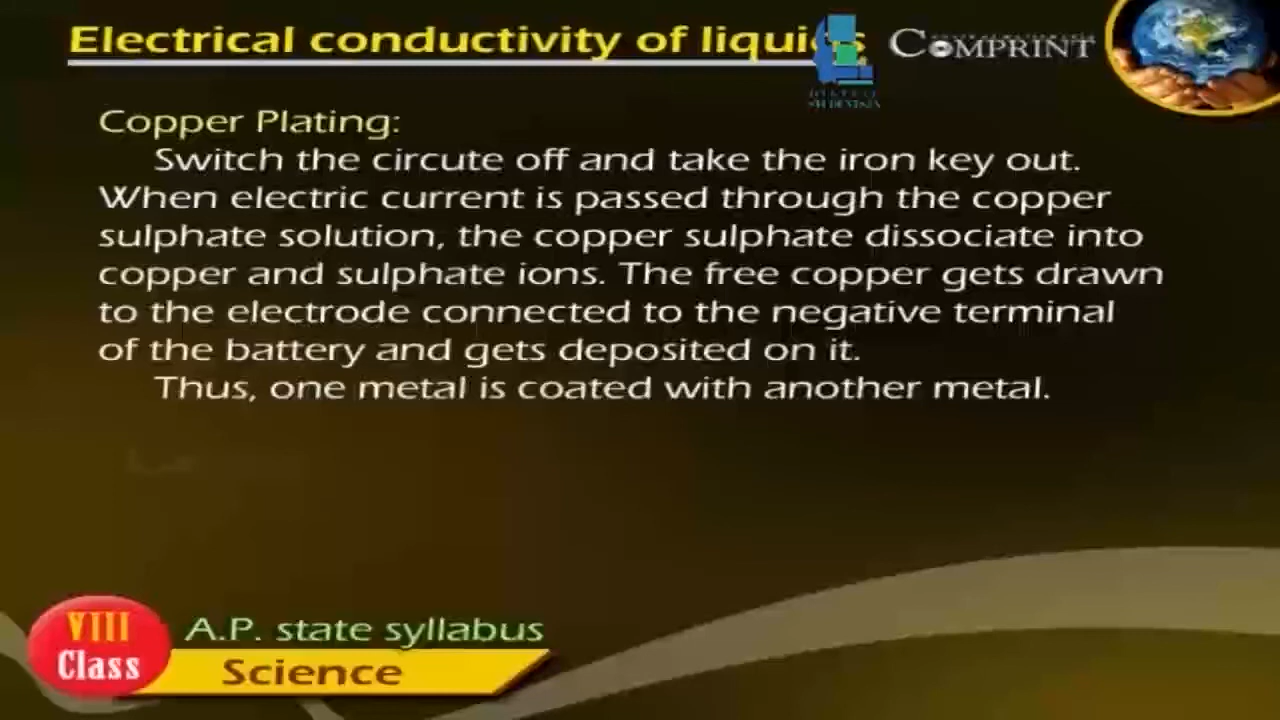 Electrical conductivity of liquids
COMPRINT
Copper Plating:
Switch the circute off and take the iron key out.
When electric current is passed through the copper
sulphate solution, the copper sulphate dissociate into
copper and sulphate ions. The free copper gets drawn
to the electrode connected to the negative terminal
of the battery and gets deposited on it.
Thus, one metal is coated with another metal.
VIII
Class
A.P. state syllabus
Science